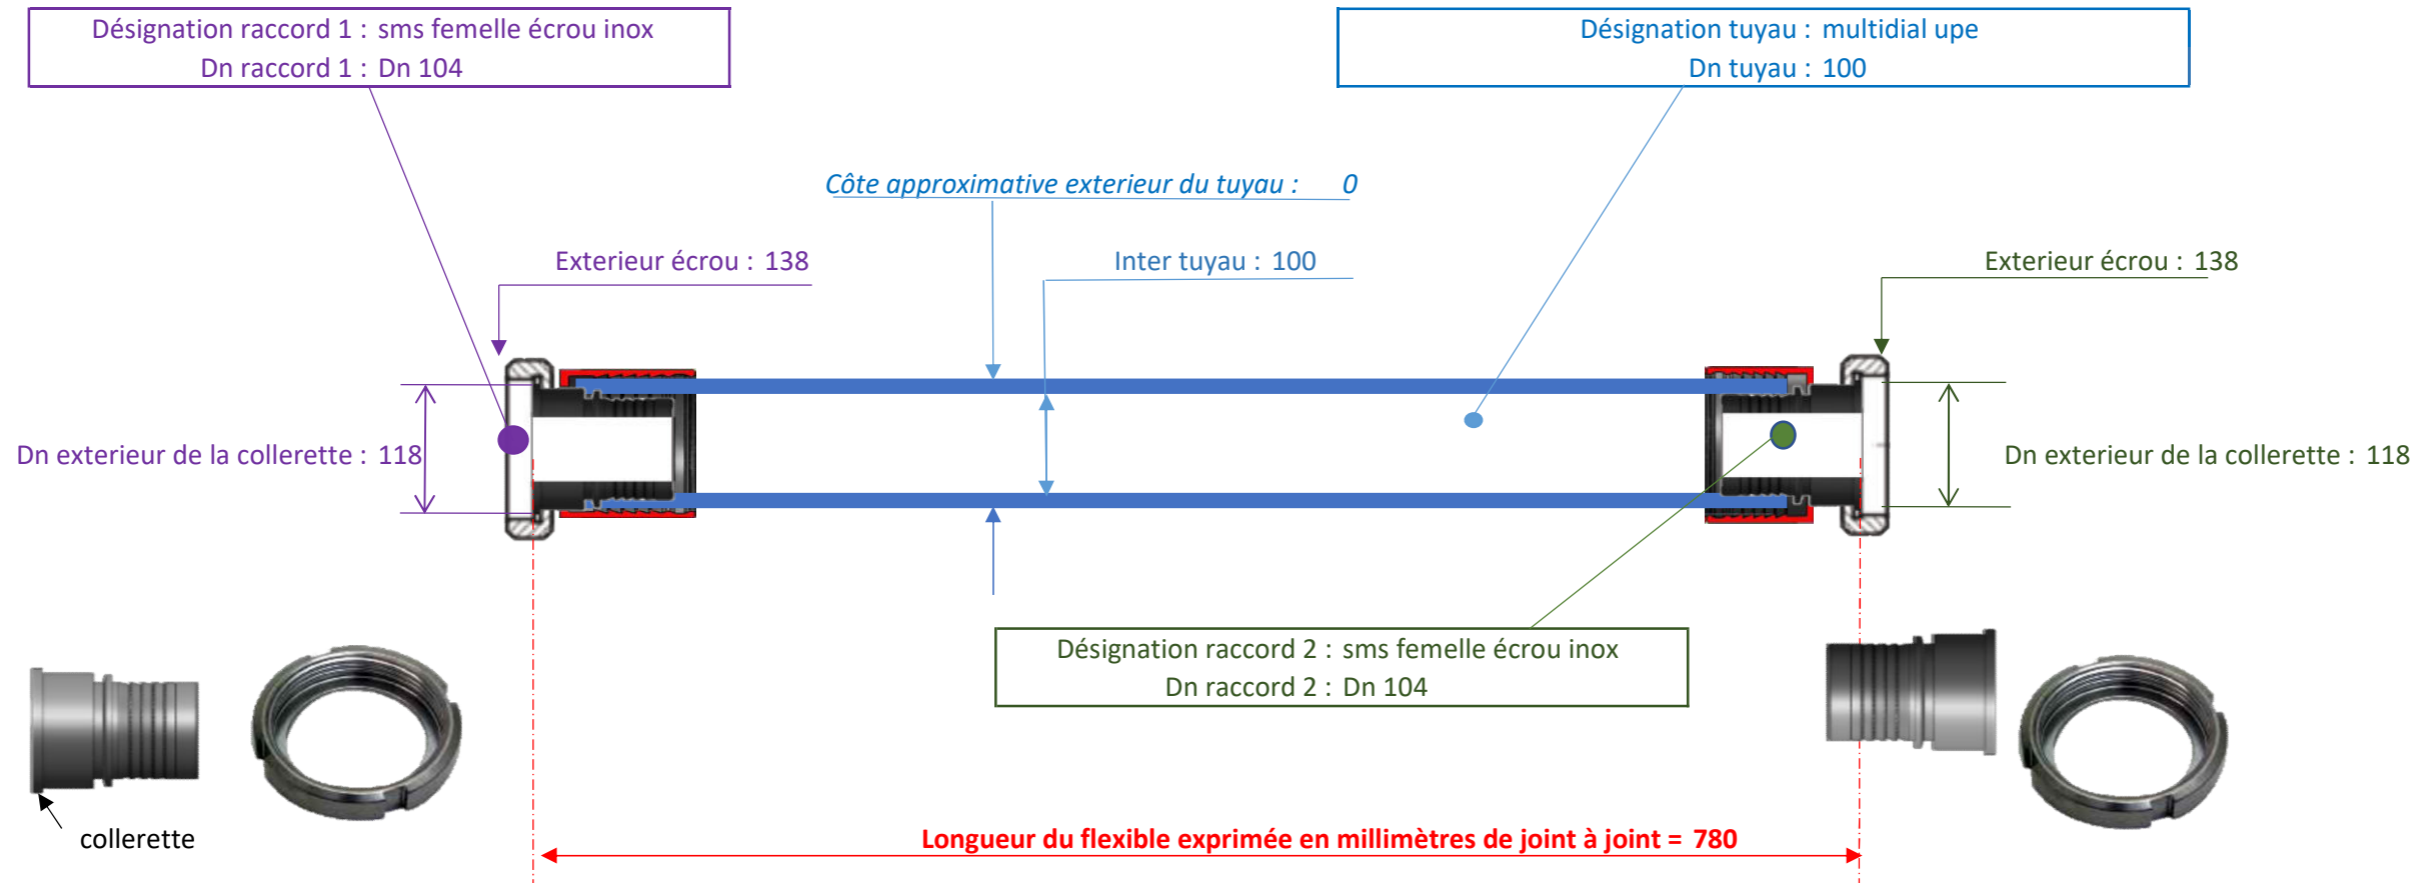 Désignation raccord 1 : sms femelle écrou inox
Dn raccord 1 : Dn 104
Désignation tuyau : multidial upe
Dn tuyau : 100
Côte approximative exterieur du tuyau : 0
Exterieur écrou : 138
Inter tuyau : 100
Exterieur écrou : 138
Dn exterieur de la collerette : 118
Dn exterieur de la collerette : 118
Désignation raccord 2 : sms femelle écrou inox
Dn raccord 2 : Dn 104
collerette
Longueur du flexible exprimée en millimètres de joint à joint = 780